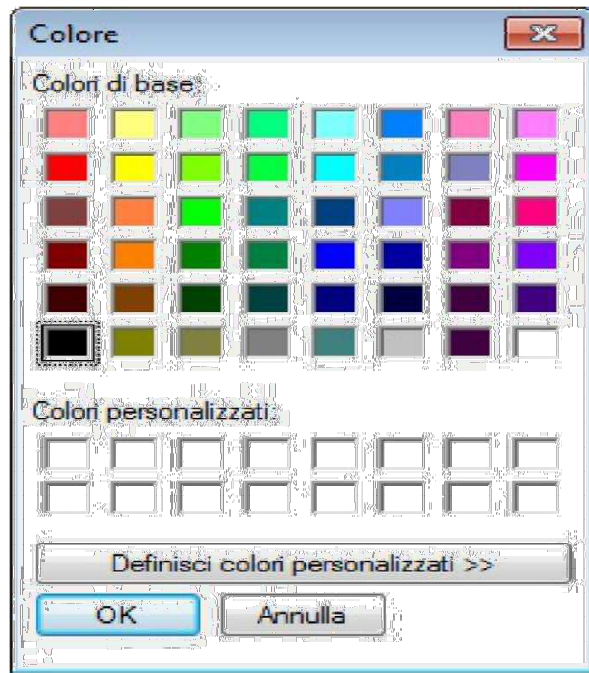 Colore
Colori di base:
Colori personalizzati:
Definisci colori personalizzati >>
OK
Annulla